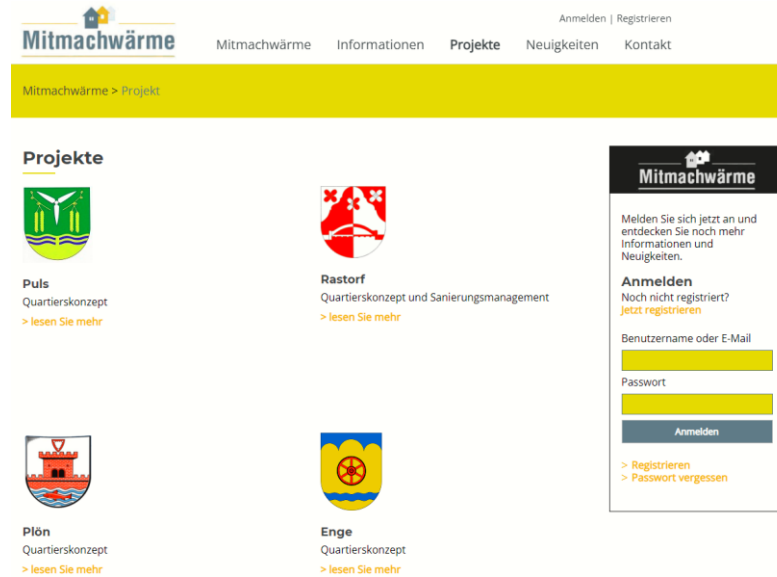 Mitmachwärme
Anmelden | Registrieren
Mitmachwärme Informationen Projekte Neuigkeiten Kontakt
Mitmachwärme > Projekt
Projekte
Puls
Quartierskonzept
> lesen Sie mehr
Rastorf
Quartierskonzept und Sanierungsmanagement
> lesen Sie mehr
Plön
Quartierskonzept
> lesen Sie mehr
Enge
Quartierskonzept
> lesen Sie mehr
Mitmachwärme
Melden Sie sich jetzt an und
entdecken Sie noch mehr
Informationen und
Neuigkeiten.
Anmelden
Noch nicht registriert?
Jetzt registrieren
Benutzername oder E-Mail
Passwort
Anmelden
> Registrieren
> Passwort vergessen